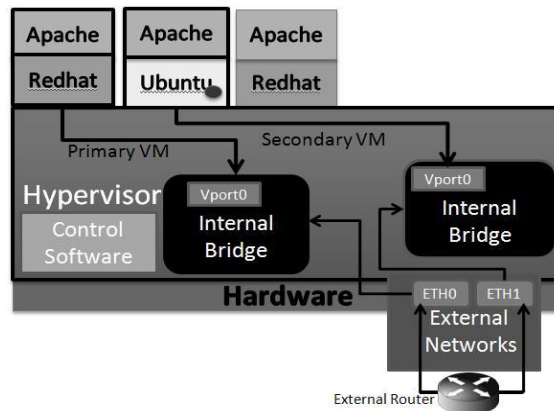 Apache
Apache
Apache
Redhat
Ubuntu
Redhat
Primary VM
Secondary VM
Hypervisor
Control
Software
Vport0
Internal
Bridge
Vport0
Internal
Bridge
Hardware
ETH0
ETH1
External
Networks
External Router